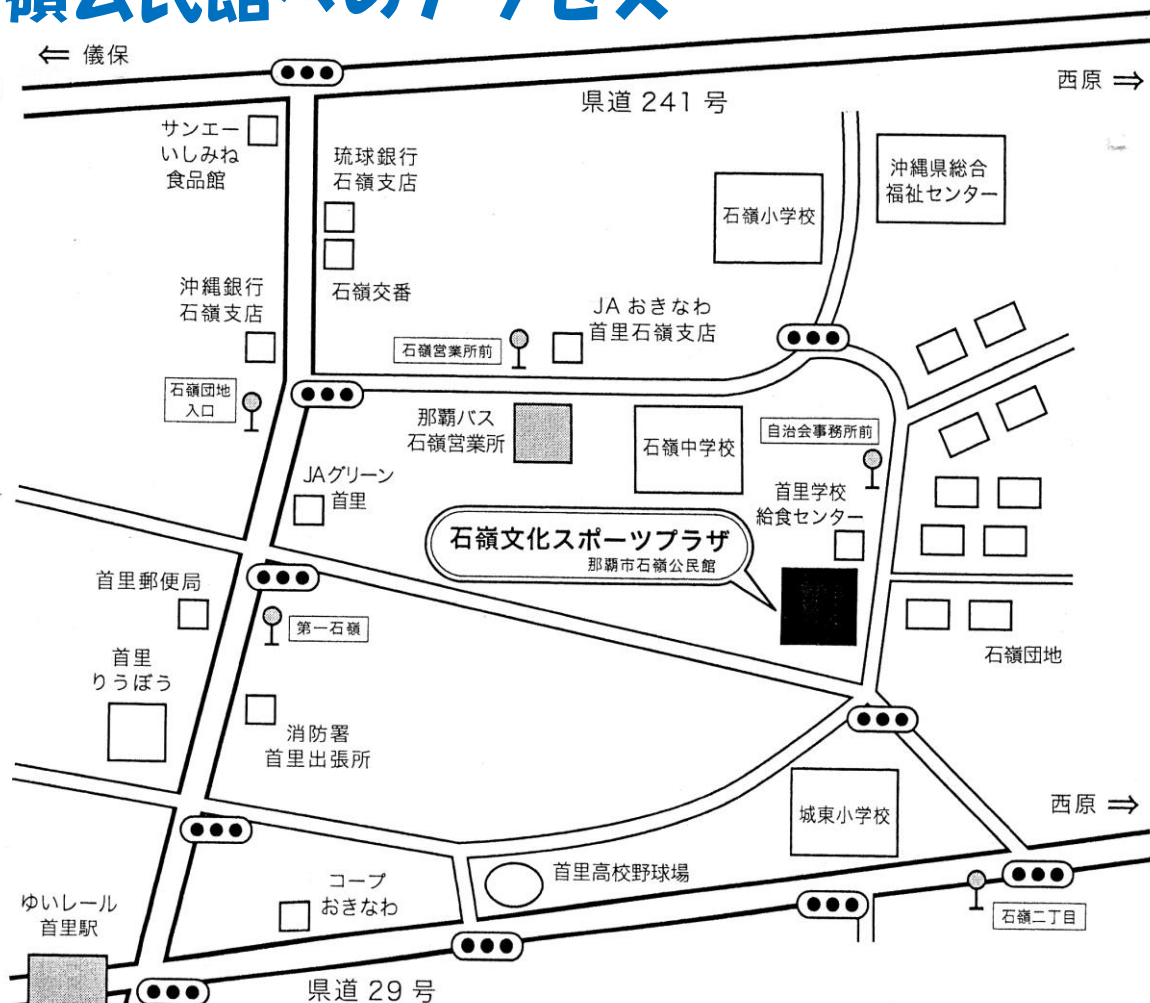 嶺公民館へのアクセス
⇐ 儀保
西原 ⇒
県道 241 号
サンエー
いしみね
食品館
琉球銀行
石嶺支店
沖縄県総合
福祉センター
石嶺小学校
沖縄銀行
石嶺支店
石嶺交番
JA おきなわ
首里石嶺支店
石嶺営業所前
石嶺団地
入口
那覇バス
石嶺営業所
石嶺中学校
自治会事務所前
JAグリーン
首里
首里学校
給食センター
石嶺文化スポーツプラザ
那覇市石嶺公民館
首里郵便局
第一石嶺
首里
りうぼう
石嶺団地
消防署
首里出張所
西原 ⇒
城東小学校
首里高校野球場
コープ
おきなわ
ゆいレール
首里駅
石嶺二丁目
県道 29 号